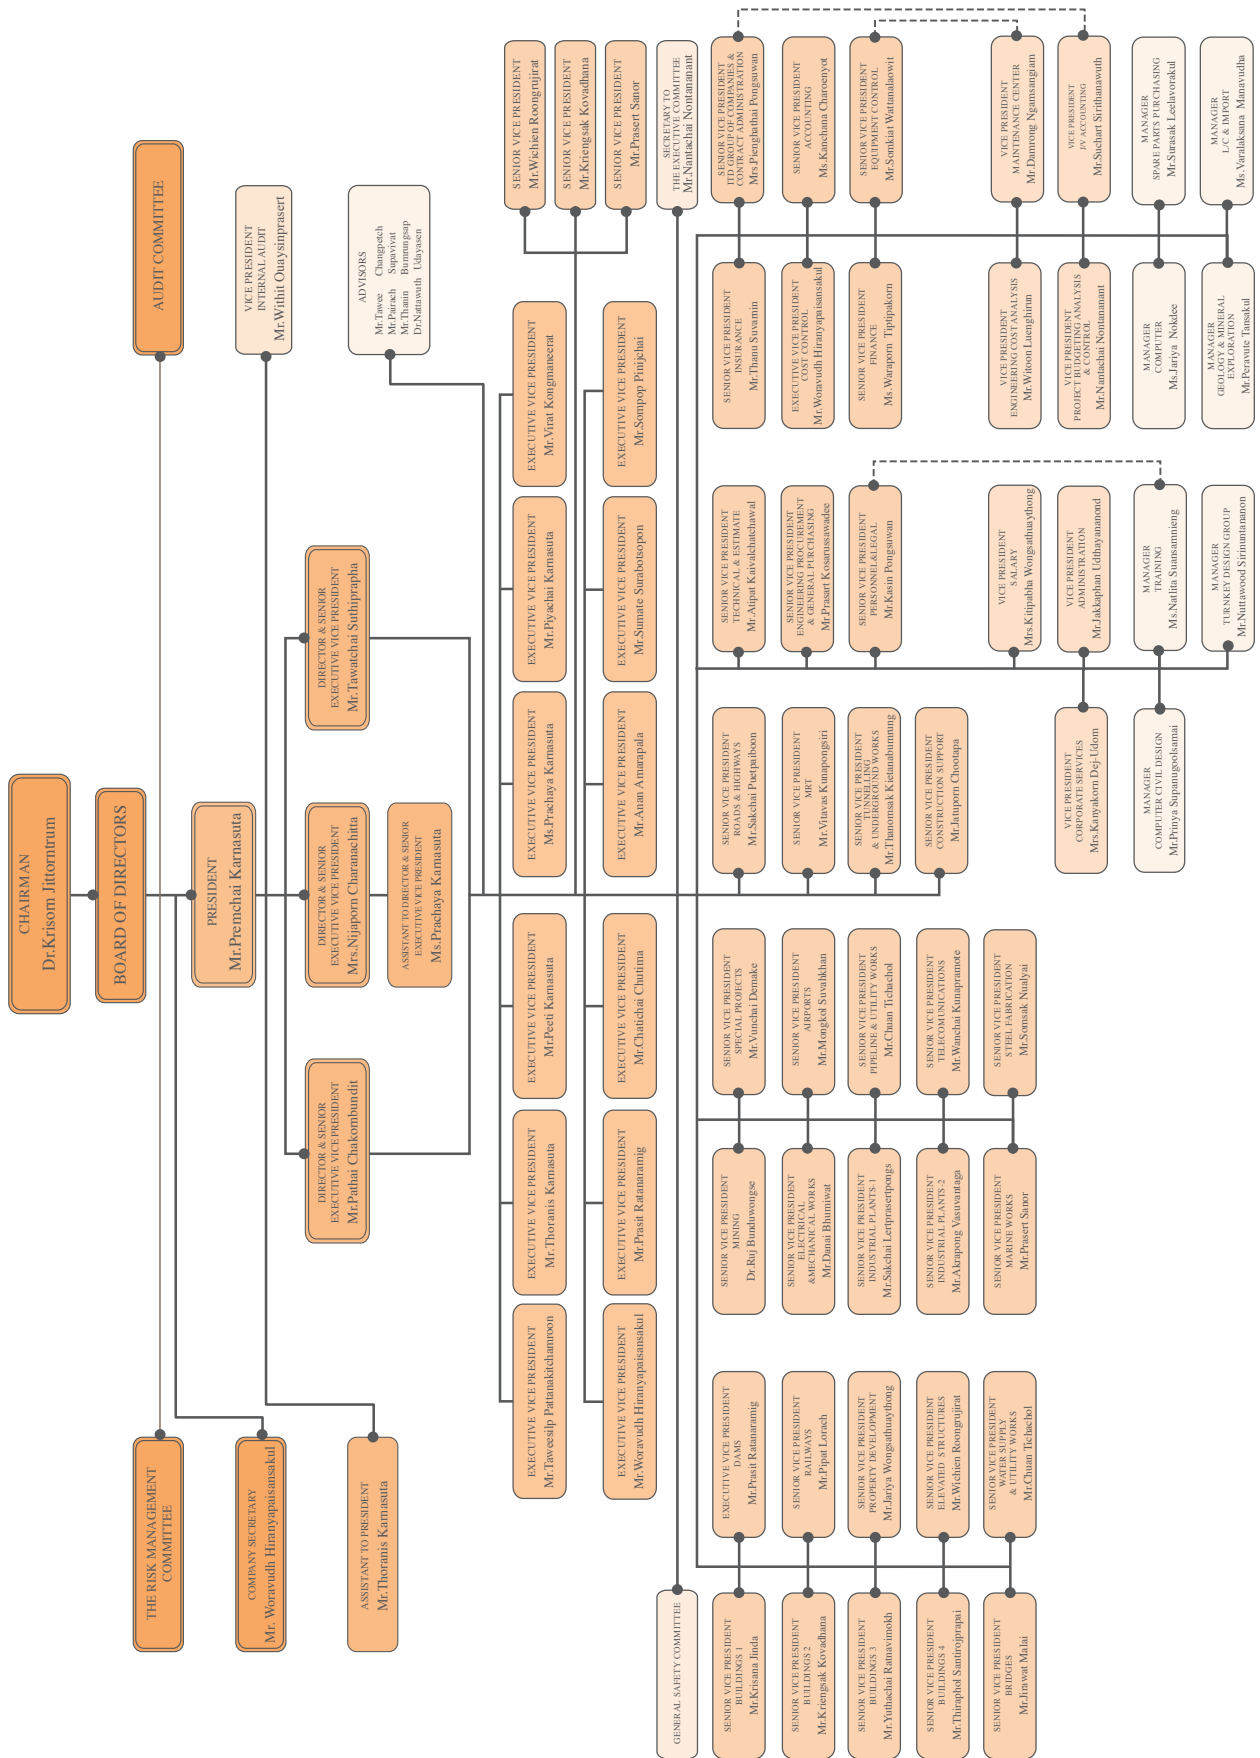 CHAIRMAN
Dr.Krisorn Jittorntrum
BOARD OF DIRECTORS
THE RISK MANAGEMENT
COMMITTEE
AUDIT COMMITTEE
PRESIDENT
Mr.Premchai Karnasuta
COMPANY SECRETARY
Mr. Woravudh Hiranyapaisansakul
VICE PRESIDENT
INTERNAL AUDIT
Mr.Withit Ouaysinprasert
DIRECTOR & SENIOR
EXECUTIVE VICE PRESIDENT
Mr.Pathai Chakornbundit
DIRECTOR & SENIOR
EXECUTIVE VICE PRESIDENT
Mrs.Nijaporn Charanachitta
DIRECTOR & SENIOR
EXECUTIVE VICE PRESIDENT
Mr.Tawatchai Suthiprapha
ASSISTANT TO PRESIDENT
Mr.Thoranis Karnasuta
ASSISTANT TO DIRECTOR & SENIOR
EXECUTIVE VICE PRESIDENT
Ms.Prachaya Karnasuta
ADVISORS
Mr.Tawee Changpetch
Mr.Pairach Supavivat
Mr.Thanin Bumrungsap
Dr.Nattawuth Udayasen
EXECUTIVE VICE PRESIDENT
Mr.Taweesilp Pattanakitchamroon
EXECUTIVE VICE PRESIDENT
Mr.Thoranis Karnasuta
EXECUTIVE VICE PRESIDENT
Mr.Peeti Karnasuta
EXECUTIVE VICE PRESIDENT
Ms.Prachaya Karnasuta
EXECUTIVE VICE PRESIDENT
Mr.Piyachai Karnasuta
EXECUTIVE VICE PRESIDENT
Mr.Virat Kongmaneerat
SENIOR VICE PRESIDENT
Mr.Wichien Roongrujirat
SENIOR VICE PRESIDENT
Mr.Kriengsak Kovadhana
SENIOR VICE PRESIDENT
Mr.Prasert Sanor
EXECUTIVE VICE PRESIDENT
Mr.Woravudh Hiranyapaisansakul
EXECUTIVE VICE PRESIDENT
Mr.Prasit Ratanaramig
EXECUTIVE VICE PRESIDENT
Mr.Chatichai Chutima
EXECUTIVE VICE PRESIDENT
Mr.Anan Amarapala
EXECUTIVE VICE PRESIDENT
Mr.Sumate Surabotsopon
EXECUTIVE VICE PRESIDENT
Mr.Sompop Pinijchai
GENERAL SAFETY COMMITTEE
SECRETARY TO
THE EXECUTIVE COMMITTEE
Mr.Nantachai Nontananant
SENIOR VICE PRESIDENT
BUILDINGS 1
Mr.Krisana Jinda
EXECUTIVE VICE PRESIDENT
DAMS
Mr.Prasit Ratanaramig
SENIOR VICE PRESIDENT
MINING
Dr.Ruj Bunduwongse
SENIOR VICE PRESIDENT
SPECIAL PROJECTS
Mr.Vunchai Demake
SENIOR VICE PRESIDENT
ROADS & HIGHWAYS
Mr.Sakchai Puetpaiboon
SENIOR VICE PRESIDENT
TECHNICAL & ESTIMATE
Mr.Atipat Kaivalchatchawal
SENIOR VICE PRESIDENT
INSURANCE
Mr.Thanu Suvarnin
SENIOR VICE PRESIDENT
ITD GROUP OF COMPANIES &
CONTRACT ADMINISTRATION
Mrs.Pienghathai Pongsuwan
SENIOR VICE PRESIDENT
BUILDINGS 2
Mr.Kriengsak Kovadhana
SENIOR VICE PRESIDENT
RAILWAYS
Mr.Pipat Lorach
SENIOR VICE PRESIDENT
ELECTRICAL
&MECHANICAL WORKS
Mr.Danai Bhumiwat
SENIOR VICE PRESIDENT
AIRPORTS
Mr.Mongkol Suvahkhan
SENIOR VICE PRESIDENT
MRT
Mr.Vitavas Kunapongsiri
SENIOR VICE PRESIDENT
ENGINEERING PROCUREMENT
& GENERAL PURCHASING
Mr.Prasart Kosarussawadee
EXECUTIVE VICE PRESIDENT
COST CONTROL
Mr.Woravudh Hiranyapaisansakul
SENIOR VICE PRESIDENT
ACCOUNTING
Ms.Kanchana Charoenyot
SENIOR VICE PRESIDENT
BUILDINGS 3
Mr.Yuthachai Ratnavimokh
SENIOR VICE PRESIDENT
PROPERTY DEVELOPMENT
Mr.Jariya Wongsathuaythong
SENIOR VICE PRESIDENT
INDUSTRIAL PLANTS-1
Mr.Sakchai Lertprasertpongs
SENIOR VICE PRESIDENT
PIPELINE & UTILITY WORKS
Mr.Chuan Tichachol
SENIOR VICE PRESIDENT
TUNNELLING
& UNDERGROUND WORKS
Mr.Thanomsak Kietanabumrung
SENIOR VICE PRESIDENT
PERSONNEL&LEGAL
Mr.Kasin Pongsuwan
SENIOR VICE PRESIDENT
FINANCE
Ms.Waraporn Tiptipakorn
SENIOR VICE PRESIDENT
EQUIPMENT CONTROL
Mr.Somkiat Wattanalaowit
SENIOR VICE PRESIDENT
BUILDINGS 4
Mr.Thiraphol Santirojprapai
SENIOR VICE PRESIDENT
ELEVATED STRUCTURES
Mr.Wichien Roongrujirat
SENIOR VICE PRESIDENT
INDUSTRIAL PLANTS-2
Mr.Akrapong Vasuvantaga
SENIOR VICE PRESIDENT
TELECOMMUNICATIONS
Mr.Wanchai Kunapramote
SENIOR VICE PRESIDENT
CONSTRUCTION SUPPORT
Mr.Jatuporn Chootapa
SENIOR VICE PRESIDENT
BRIDGES
Mr.Jirawat Malai
SENIOR VICE PRESIDENT
WATER SUPPLY
& UTILITY WORKS
Mr.Chuan Tichachol
SENIOR VICE PRESIDENT
MARINE WORKS
Mr.Prasert Sanor
SENIOR VICE PRESIDENT
STEEL FABRICATION
Mr.Somsak Nualyai
VICE PRESIDENT
SALARY
Mrs.Kitipabha Wongsathuaythong
VICE PRESIDENT
ENGINEERING COST ANALYSIS
Mr.Witoon Luenghirun
VICE PRESIDENT
MAINTENANCE CENTER
Mr.Damrong Ngamsangiam
VICE PRESIDENT
CORPORATE SERVICES
Mrs.Kanyakorn Dej-Udom
VICE PRESIDENT
ADMINISTRATION
Mr.Jakkaphan Udthayananond
VICE PRESIDENT
PROJECT BUDGETING ANALYSIS
& CONTROL
Mr.Nantachai Nontananant
VICE PRESIDENT
J/V ACCOUNTING
Mr.Suchart Sirithanawuth
MANAGER
COMPUTER CIVIL DESIGN
Mr.Prinya Supanugoolsamai
MANAGER
TRAINING
Ms.Natlita Suansamnieng
MANAGER
COMPUTER
Ms.Jariya Nokdee
MANAGER
SPARE PARTS PURCHASING
Mr.Surasak Leelavorakul
MANAGER
TURNKEY DESIGN GROUP
Mr.Nuttawood Sirinuntananon
MANAGER
GEOLOGY & MINERAL
EXPLORATION
Mr.Peravute Tansakul
MANAGER
L/C & IMPORT
Ms.Varalaksana Manavudha